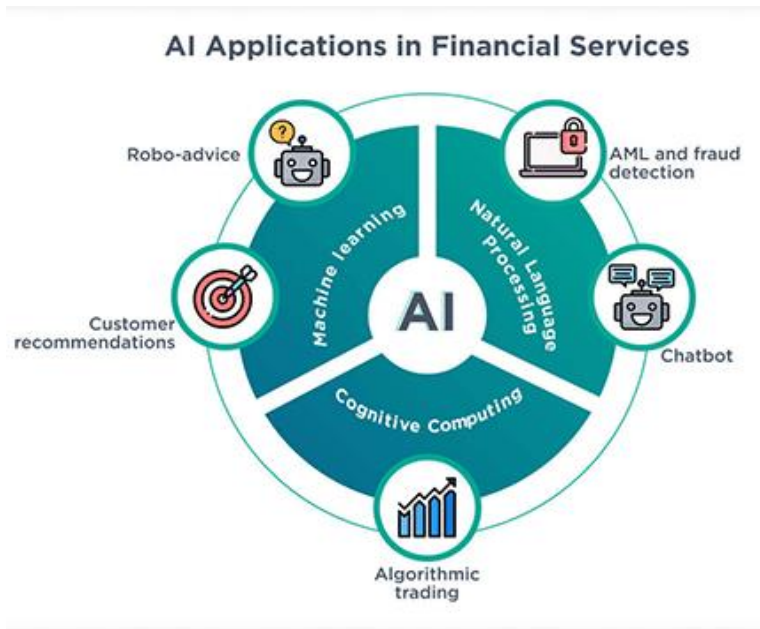 AI Applications in Financial Services
Robo-advice
?
AML and fraud
detection
Machine learning
Natural Language
Processing
AI
Customer
recommendations
Chatbot
Cognitive Computing
Algorithmic
trading